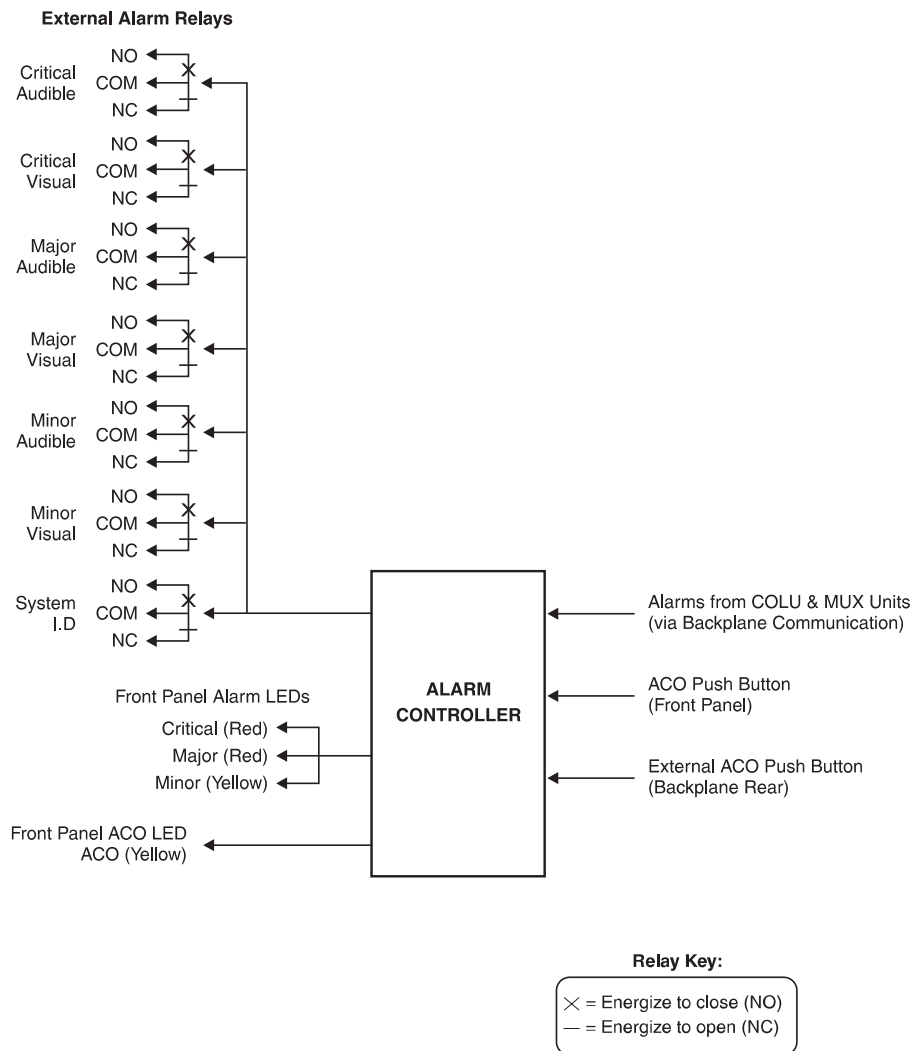 External Alarm Relays
Critical
Audible
NO
COM
NC
Critical
Visual
NO
COM
NC
Major
Audible
NO
COM
NC
Major
Visual
NO
COM
NC
Minor
Audible
NO
COM
NC
Minor
Visual
NO
COM
NC
System
I.D
NO
COM
NC
Front Panel Alarm LEDs
Critical (Red)
Major (Red)
Minor (Yellow)
Front Panel ACO LED
ACO (Yellow)
ALARM
CONTROLLER
Alarms from COLU & MUX Units
(via Backplane Communication)
ACO Push Button
(Front Panel)
External ACO Push Button
(Backplane Rear)
Relay Key:
= Energize to close (NO)
= Energize to open (NC)